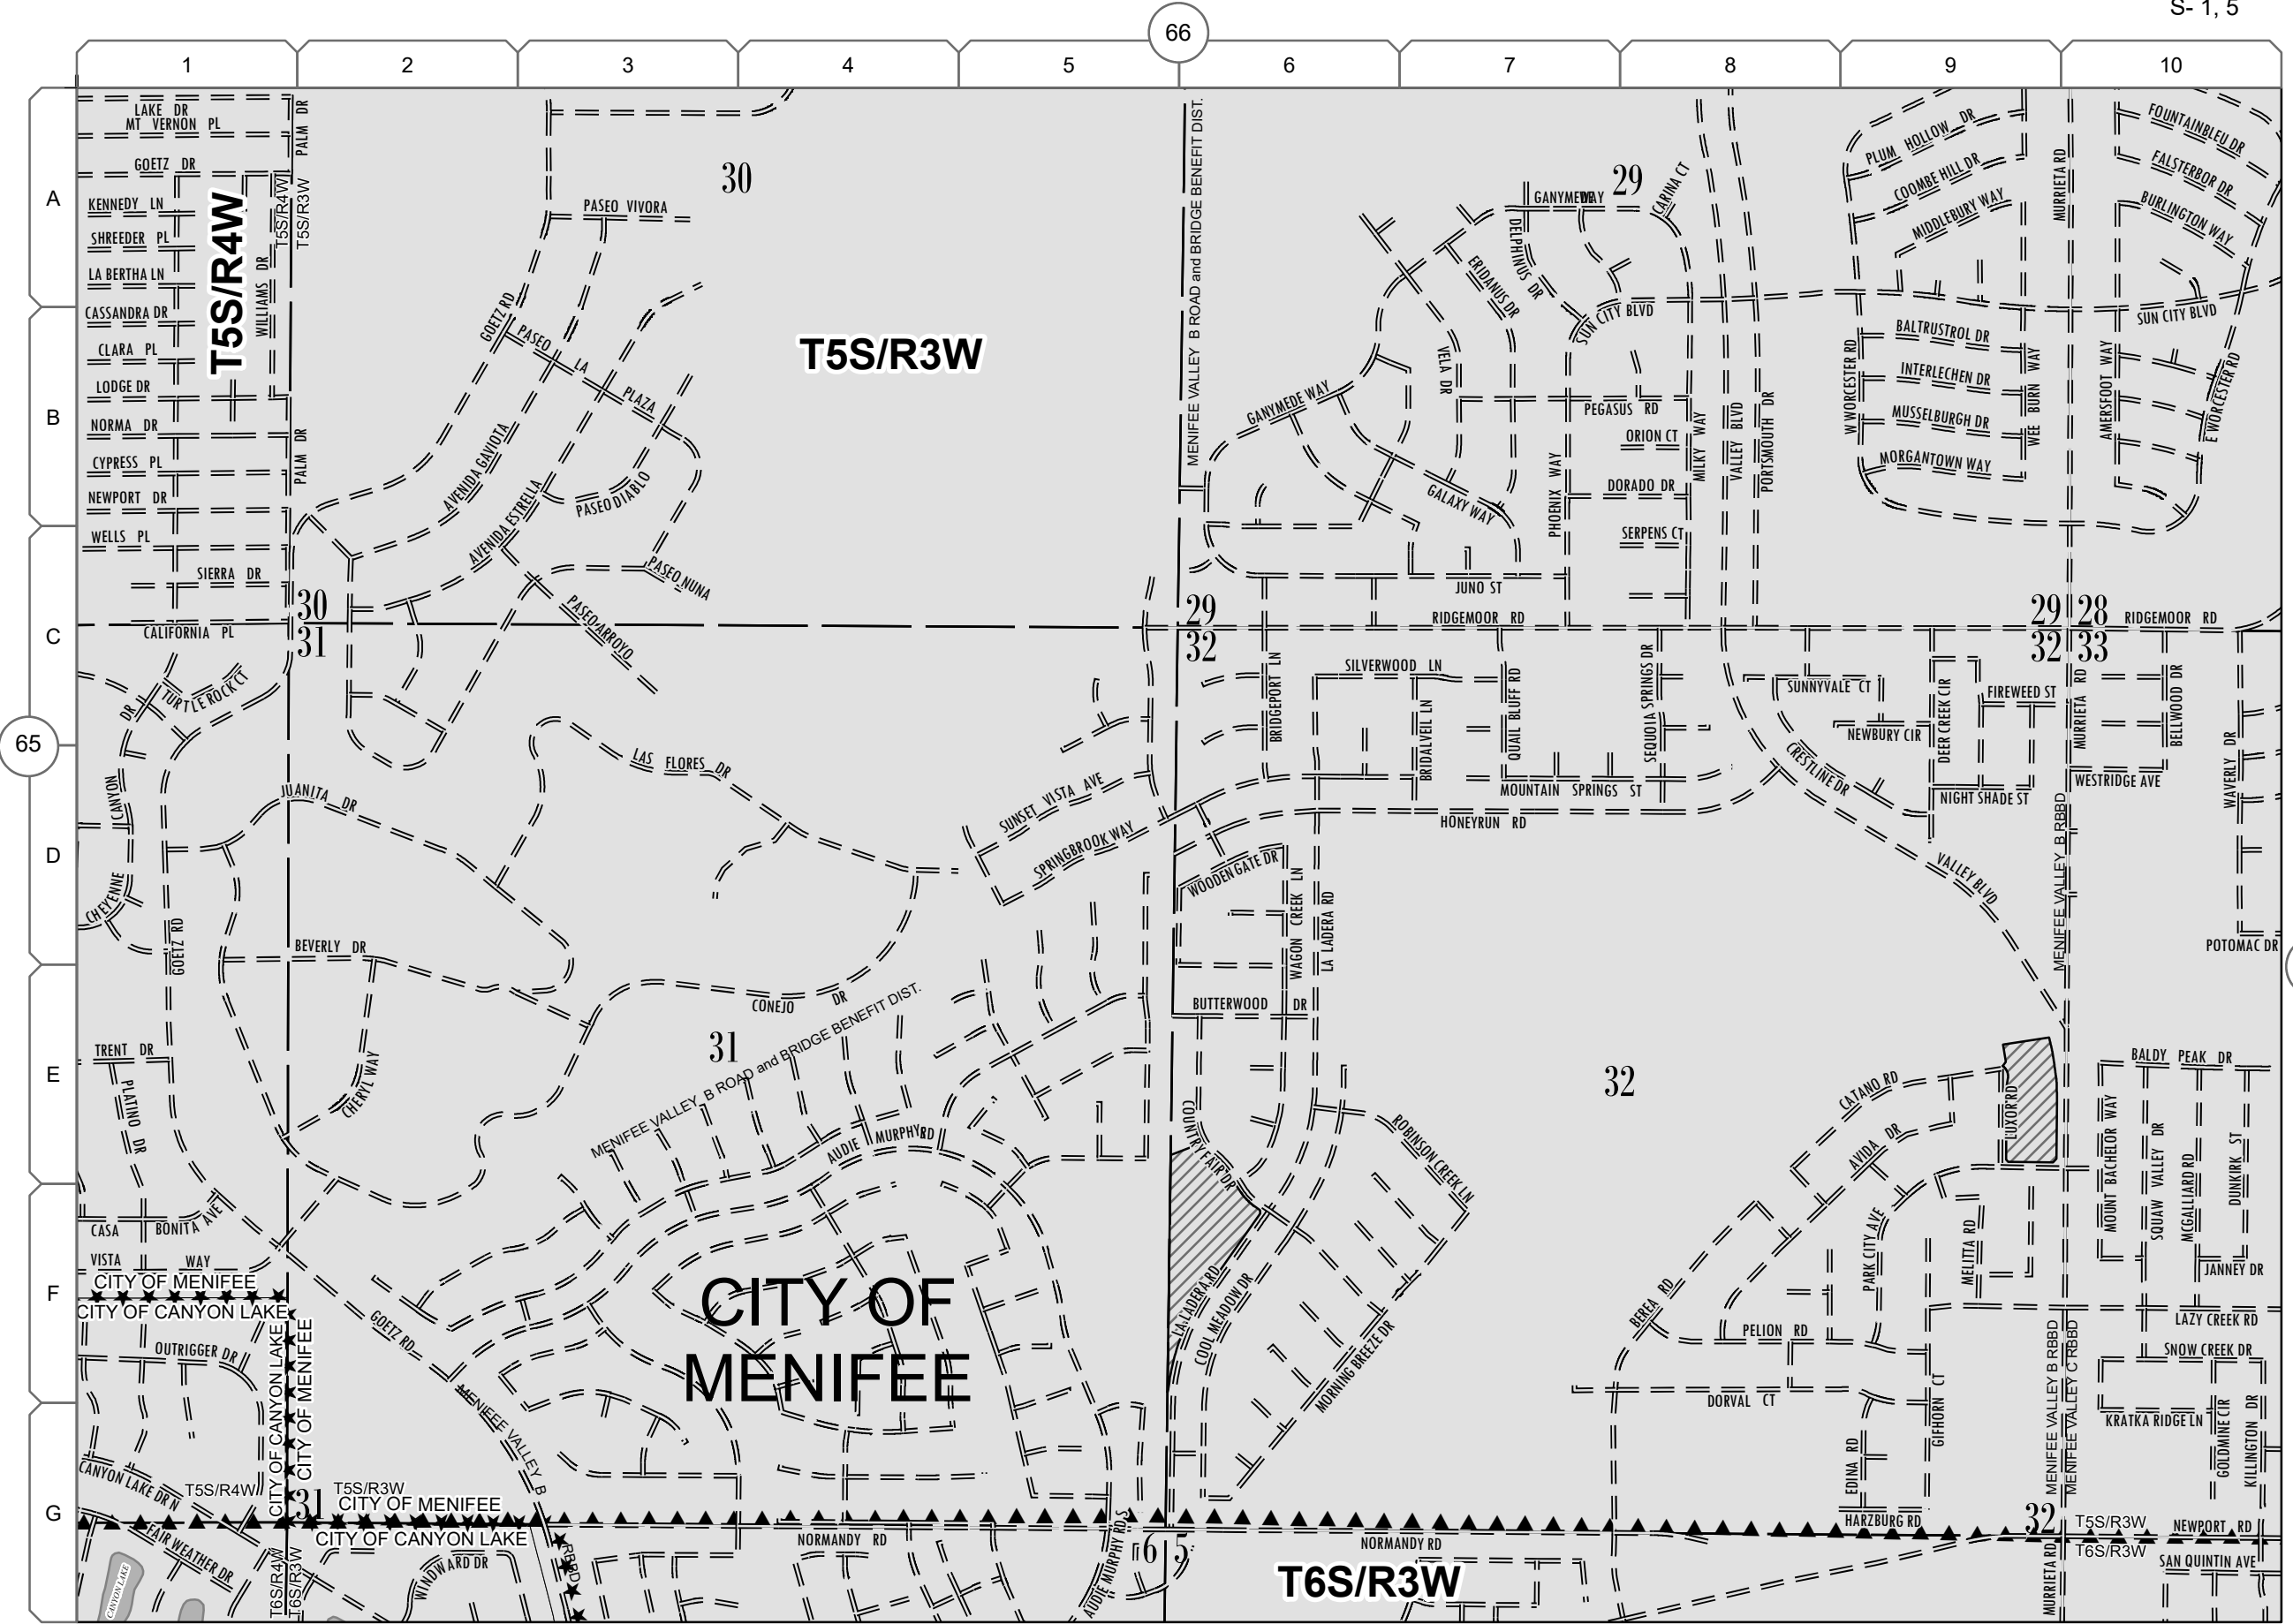 S- 1, 5
66
1 2 3 4 5 6 7 8 9 10
A
B
C
D
E
F
G
65
LAKE DR
MT VERNON PL
GOETZ DR
KENNEDY LN
SHREEDER PL
LA BERTHA LN
CASSANDRA DR
CLARA PL
LODGE DR
NORMA DR
CYPRESS PL
NEWPORT DR
WELLS PL
SIERRA DR
CALIFORNIA PL
PALM DR
T5S/R4W
T5S/R3W
T5S/R4W
WILLIAMS DR
PALM DR
30
PASEO VIVORA
GOETZ RD
PASEO LA PLAZA
T5S/R3W
AVENIDA GAVIOTA
AVENIDA ESTRELLA
PASEO DIABLO
PASEO NUNA
PASEO ARROYO
30
31
MENIFEE VALLEY B ROAD and BRIDGE BENEFIT DIST.
29
GANYMEDE WAY
CARINA CT
DELPHINUS DR
ERIDANUS DR
SUN CITY BLVD
VELA DR
GANYMEDE WAY
PEGASUS RD
ORION CT
DORADO DR
SERPENS CT
GALAXY WAY
PHOENIX WAY
MILKY WAY
VALLEY BLVD
PORTSMOUTH DR
JUNO ST
RIDGEMOOR RD
29
32
PLUM HOLLOW DR
COOMBE HILL DR
MIDDLEBURY WAY
MURRIETA RD
FOUNTAINBLEU DR
FALSTERBOR DR
BURLINGTON WAY
SUN CITY BLVD
W WORCESTER RD
BALTRUSTROL DR
INTERLECHEN DR
MUSSELBURGH DR
MORGANTOWN WAY
WEE BURN WAY
AMERSFOOT WAY
E WORCESTER RD
29 28
32 33
RIDGEMOOR RD
TURTLE ROCK CT
CANYON DR
JUANITA DR
CHEYENNE
GOETZ RD
BEVERLY DR
LAS FLORES DR
SUNSET VISTA AVE
SPRINGBROOK WAY
CONEJO DR
SILVERWOOD LN
BRIDGEPORT LN
BRIDALVEIL LN
QUAIL BLUFF RD
SEQUOIA SPRINGS DR
MOUNTAIN SPRINGS ST
HONEYRUN RD
WOODEN GATE DR
WAGON CREEK LN
LA LADERA RD
BUTTERWOOD DR
SUNNYVALE CT
NEWBURY CIR
DEER CREEK CIR
FIREWEED ST
NIGHT SHADE ST
CRESTLINE DR
VALLEY BLVD
MURRIETA RD
BELLWOOD DR
WESTRIDGE AVE
WAVERLY DR
POTOMAC DR
MENIFEE VALLEY B RBBD
TRENT DR
PLATINO DR
CHERYL WAY
CASA BONITA AVE
VISTA WAY
31
MENIFEE VALLEY B ROAD and BRIDGE BENEFIT DIST.
AUDIE MURPHY RD
COUNTRY FAIR DR
ROBINSON CREEK LN
LA LADERA RD
COOL MEADOW DR
MORNING BREEZE DR
32
CATANO RD
AVIDA DR
LUXOR RD
PARK CITY AVE
MELITTA RD
BEREA RD
PELION RD
DORVAL CT
GIFHORN CT
EDINA RD
HARZBURG RD
BALDY PEAK DR
MOUNT BACHELOR WAY
SQUAW VALLEY DR
MCGALLIARD RD
DUNKIRK ST
JANNEY DR
LAZY CREEK RD
SNOW CREEK DR
KRATKA RIDGE LN
GOLDMINE CIR
KILLINGTON DR
MENIFEE VALLEY B RBBD
MENIFEE VALLEY C RBBD
CITY OF MENIFEE
CITY OF CANYON LAKE
OUTRIGGER DR
CITY OF CANYON LAKE
CITY OF MENIFEE
GOETZ RD
CITY OF
MENIFEE
MENIFEE VALLEY B
RBBD
CANYON LAKE DR N
T5S/R4W
31
T5S/R3W
CITY OF MENIFEE
CITY OF CANYON LAKE
FAIR WEATHER DR
CANYON LAKE
T6S/R4W
T6S/R3W
WINDWARD DR
NORMANDY RD
AUDIE MURPHY RD S
6 5
NORMANDY RD
T6S/R3W
32
T5S/R3W
T6S/R3W
NEWPORT RD
SAN QUINTIN AVE
MURRIETA RD